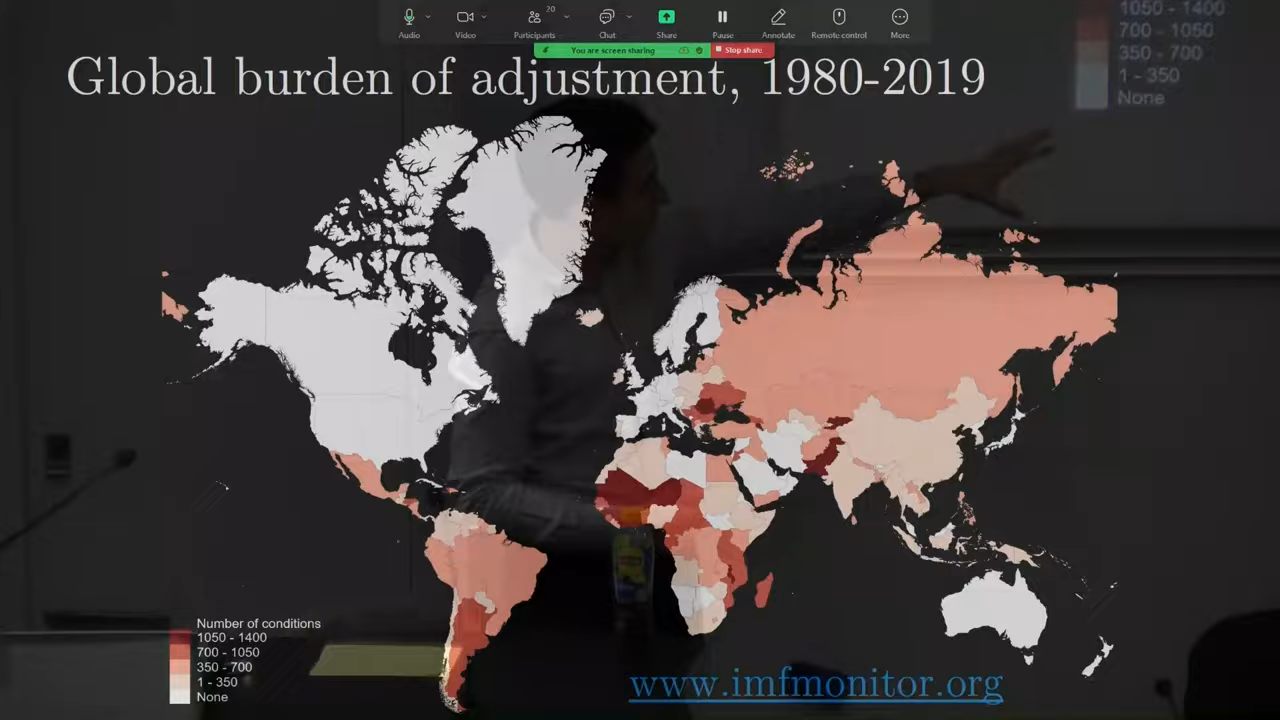 20
Audio
Video
Participants
Chat
Share
Pause
Annotate
Remote control
More
You are screen sharing
Stop share
1050 - 1400
700 - 1050
350 - 700
1 - 350
None
Global burden of adjustment, 1980-2019
Number of conditions
1050 - 1400
700 - 1050
350 - 700
1 - 350
None
www.imfmonitor.org